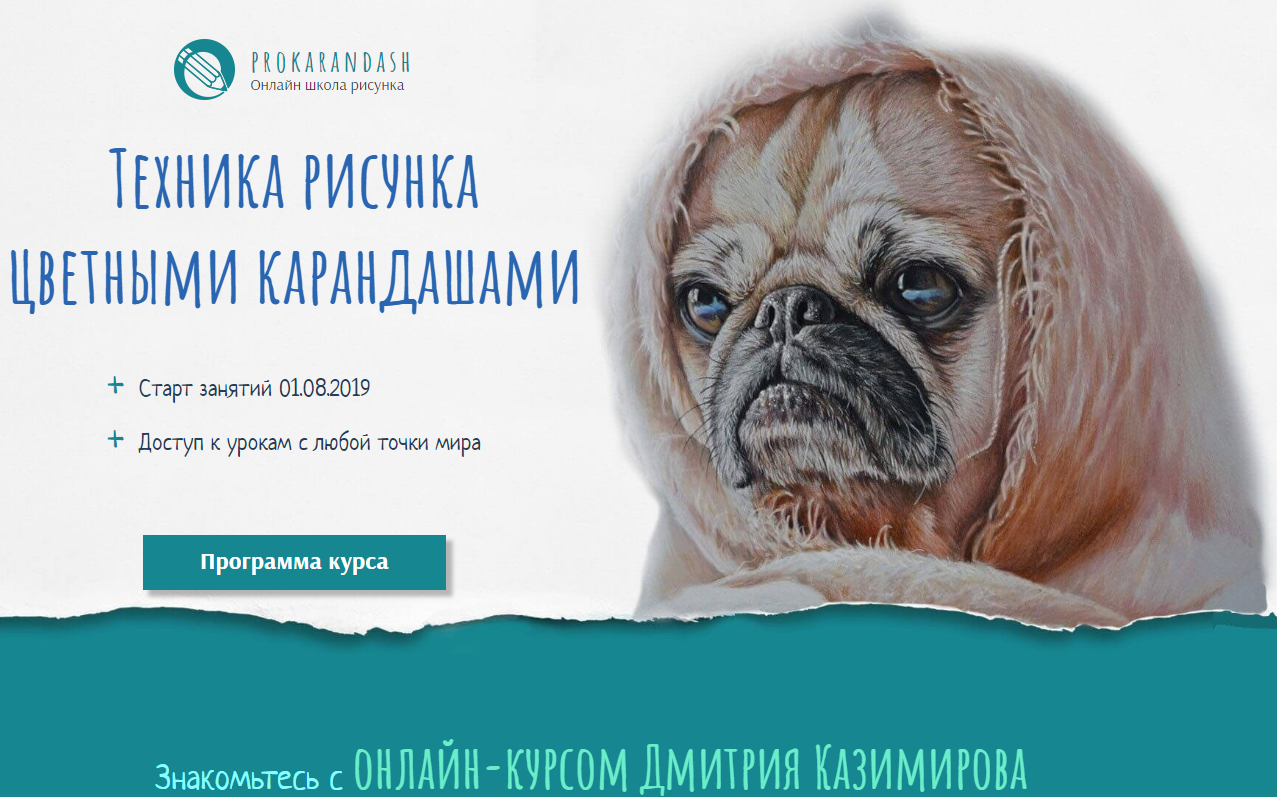 PROKARANDASH
Онлайн школа рисунка
Техника рисунка
цветными карандашами
+ Старт занятий 01.08.2019
+ Доступ к урокам с любой точки мира
Программа курса
Знакомьтесь с онлайн-курсом Дмитрия Казимирова